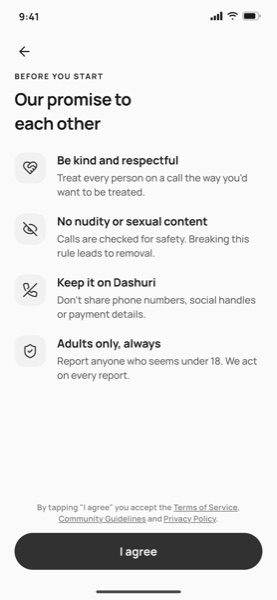 9:41
BEFORE YOU START
Our promise to
each other
Be kind and respectful
Treat every person on a call the way you'd
want to be treated.
No nudity or sexual content
Calls are checked for safety. Breaking this
rule leads to removal.
Keep it on Dashuri
Don't share phone numbers, social handles
or payment details.
Adults only, always
Report anyone who seems under 18. We act
on every report.
By tapping "I agree" you accept the Terms of Service,
Community Guidelines and Privacy Policy.
I agree